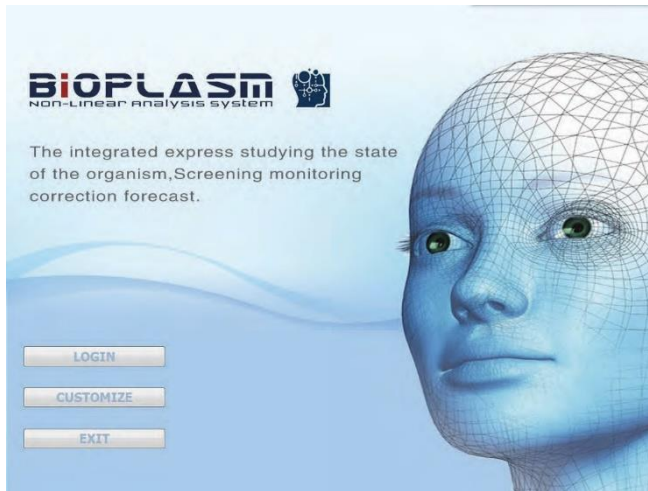 BiOPLASM
NON-LINEAR ANALYSIS SYSTEM
The integrated express studying the state
of the organism,Screening monitoring
correction forecast.
LOGIN
CUSTOMIZE
EXIT